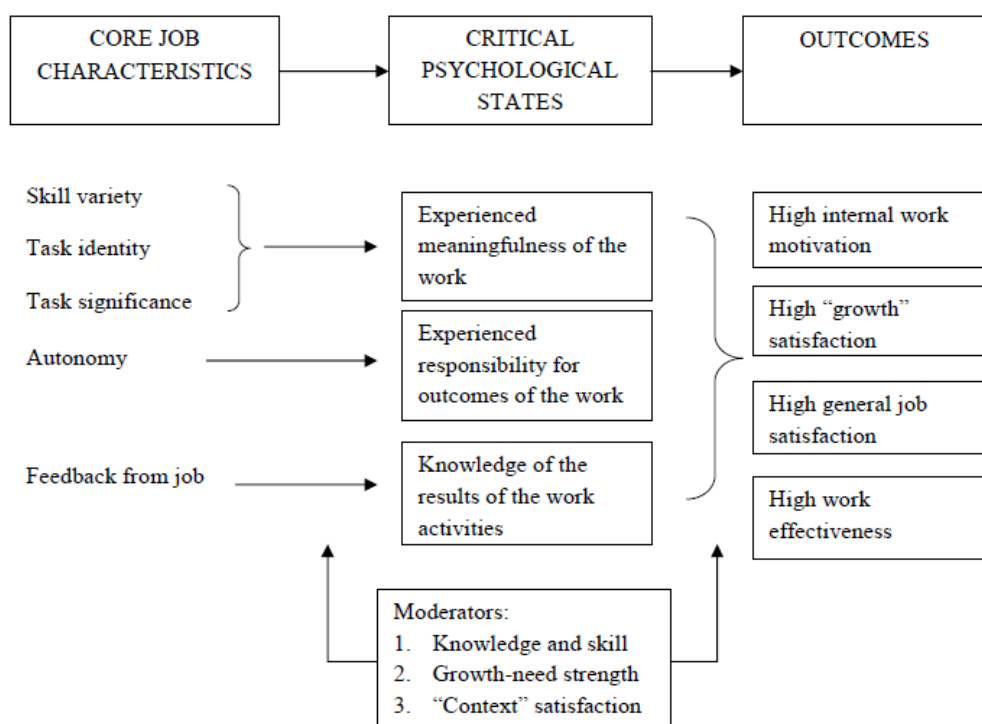 CORE JOB
CHARACTERISTICS
CRITICAL
PSYCHOLOGICAL
STATES
OUTCOMES
Skill variety
Task identity
Task significance
Autonomy
Feedback from job
Experienced
meaningfulness of the
work
Experienced
responsibility for
outcomes of the work
Knowledge of the
results of the work
activities
High internal work
motivation
High “growth”
satisfaction
High general job
satisfaction
High work
effectiveness
Moderators:
1. Knowledge and skill
2. Growth-need strength
3. “Context” satisfaction